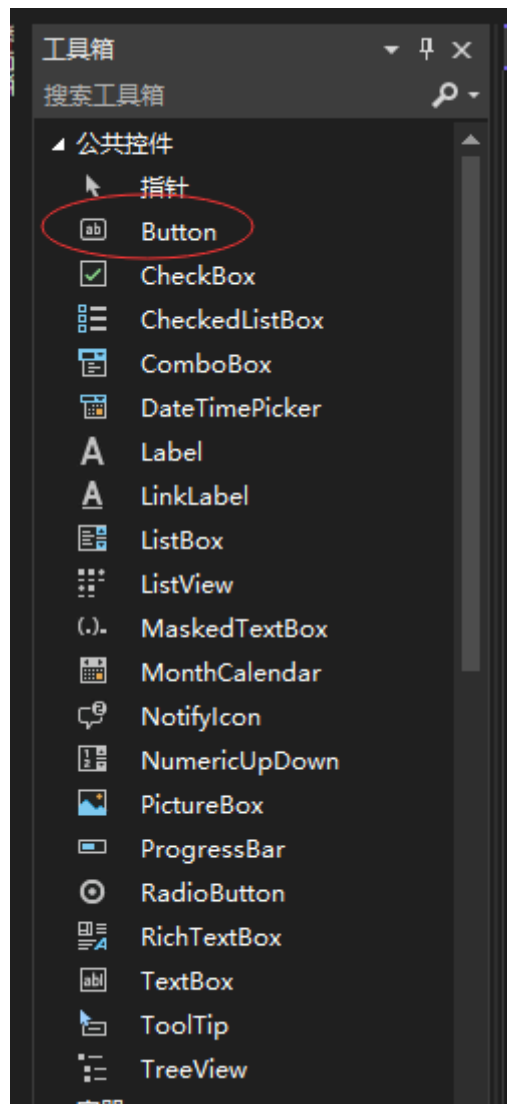 工具箱
搜索工具箱
公共控件
指针
Button
CheckBox
CheckedListBox
ComboBox
DateTimePicker
Label
LinkLabel
ListBox
ListView
MaskedTextBox
MonthCalendar
NotifyIcon
NumericUpDown
PictureBox
ProgressBar
RadioButton
RichTextBox
TextBox
ToolTip
TreeView